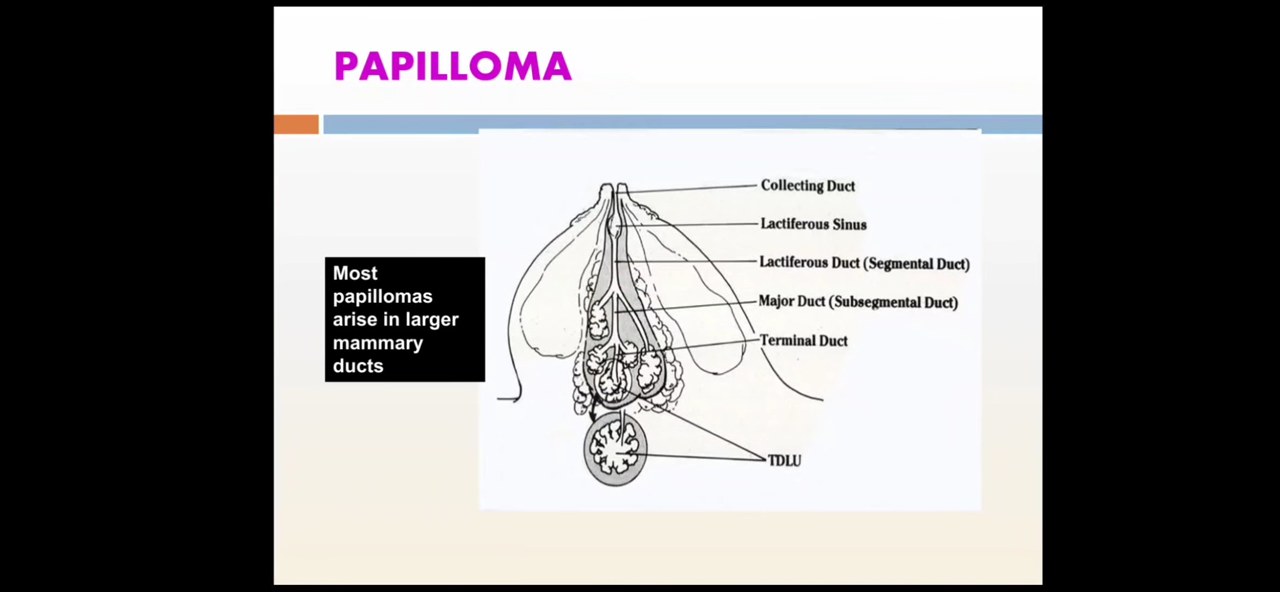 PAPILLOMA
Collecting Duct
Lactiferous Sinus
Lactiferous Duct (Segmental Duct)
Major Duct (Subsegmental Duct)
Terminal Duct
TDLU
Most
papillomas
arise in larger
mammary
ducts